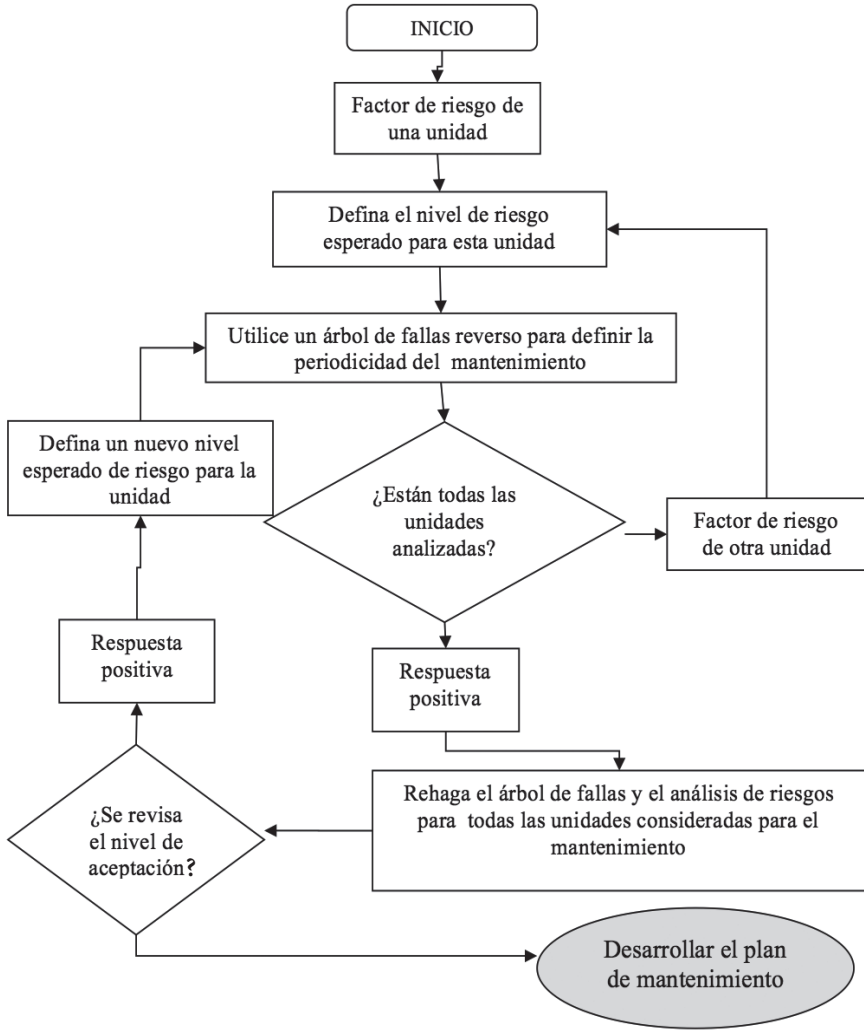 INICIO
Factor de riesgo de
una unidad
Defina el nivel de riesgo
esperado para esta unidad
Utilice un árbol de fallas reverso para definir la
periodicidad del mantenimiento
Defina un nuevo nivel
esperado de riesgo para la
unidad
¿Están todas las
unidades
analizadas?
Factor de riesgo
de otra unidad
Respuesta
positiva
Respuesta
positiva
¿Se revisa
el nivel de
aceptación?
Rehaga el árbol de fallas y el análisis de riesgos
para todas las unidades consideradas para el
mantenimiento
Desarrollar el plan
de mantenimiento